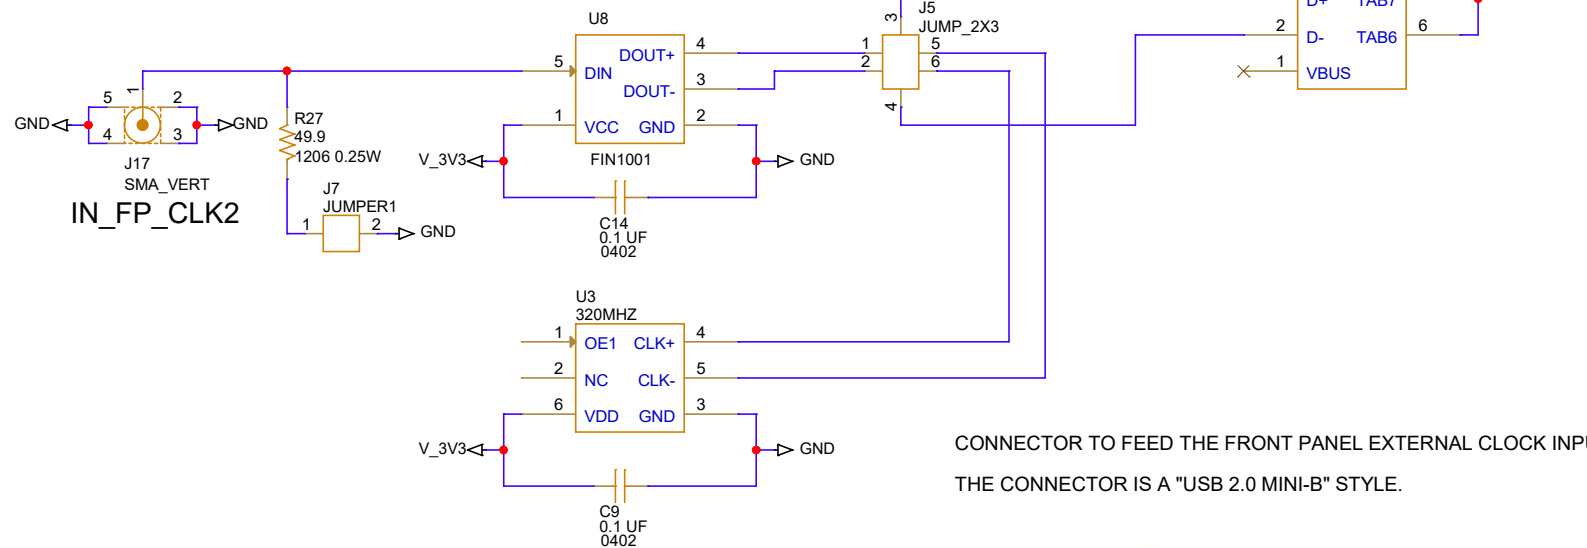 U8
J5
JUMP_2X3
3
D+
TAB7
2
D-
TAB6
6
1
VBUS
DOUT+
4
1
5
5
DIN
2
6
DOUT-
3
4
1
VCC
GND
2
FIN1001
V_3V3
GND
C14
0.1 UF
0402
1
5
2
GND
GND
4
3
J17
SMA_VERT
IN_FP_CLK2
R27
49.9
1206 0.25W
J7
JUMPER1
1
2
GND
U3
320MHZ
1
OE1
CLK+
4
2
NC
CLK-
5
6
VDD
GND
3
V_3V3
GND
C9
0.1 UF
0402
CONNECTOR TO FEED THE FRONT PANEL EXTERNAL CLOCK INPU
THE CONNECTOR IS A "USB 2.0 MINI-B" STYLE.